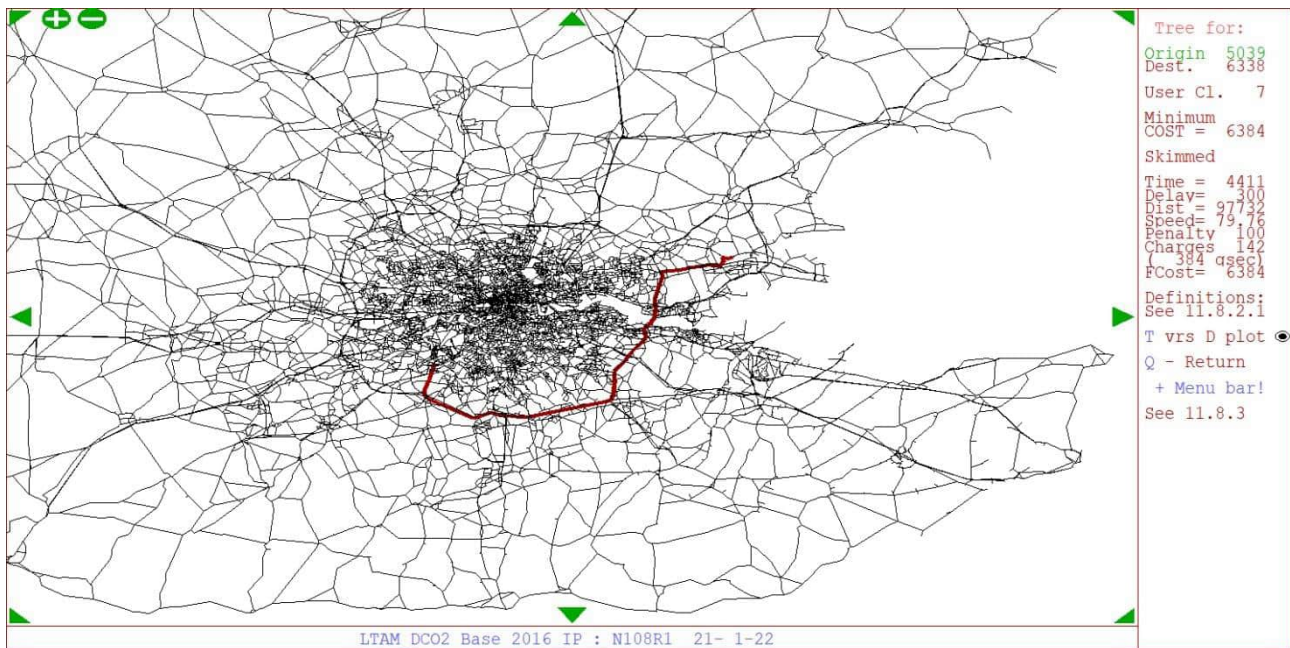 Tree for:
Origin 5039
Dest. 6338
User Cl. 7
Minimum
COST = 6384
Skimmed
Time = 4411
Delay= 300
Dist = 97732
Speed= 79.76
Penalty 100
Charges 142
( 384 gsec)
FCost= 6384
Definitions:
See 11.8.2.1
T vrs D plot
Q - Return
+ Menu bar!
See 11.8.3
LTAM DCO2 Base 2016 IP : N108R1 21- 1-22